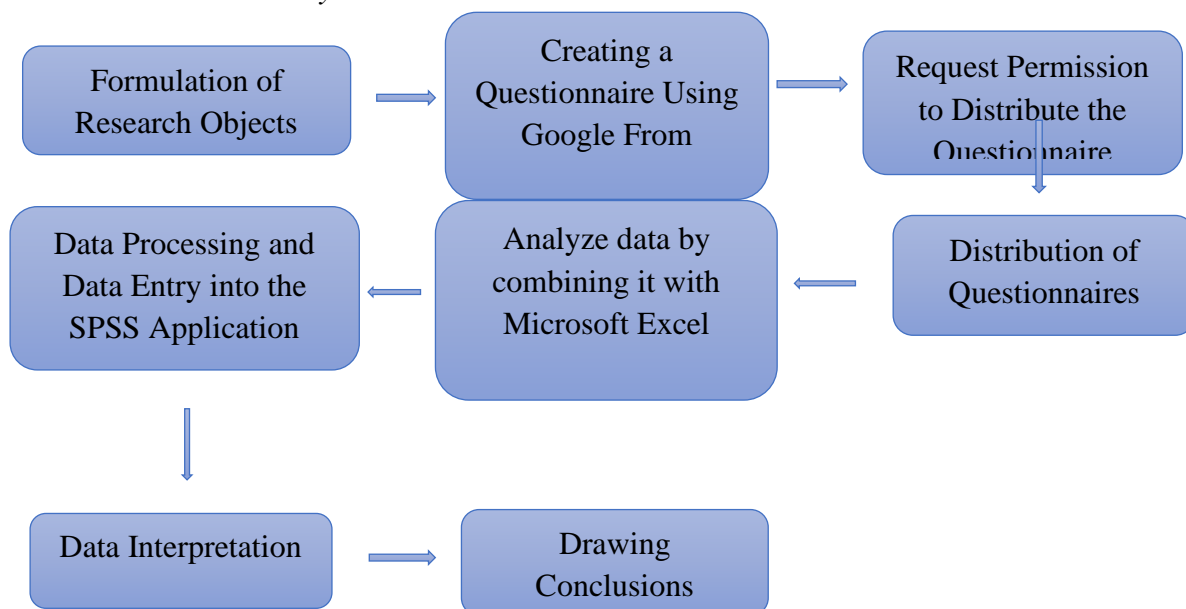 Formulation of
Research Objects
Creating a
Questionnaire Using
Google From
Request Permission
to Distribute the
Questionnaire
Distribution of
Questionnaires
Analyze data by
combining it with
Microsoft Excel
Data Processing and
Data Entry into the
SPSS Application
Data Interpretation
Drawing
Conclusions